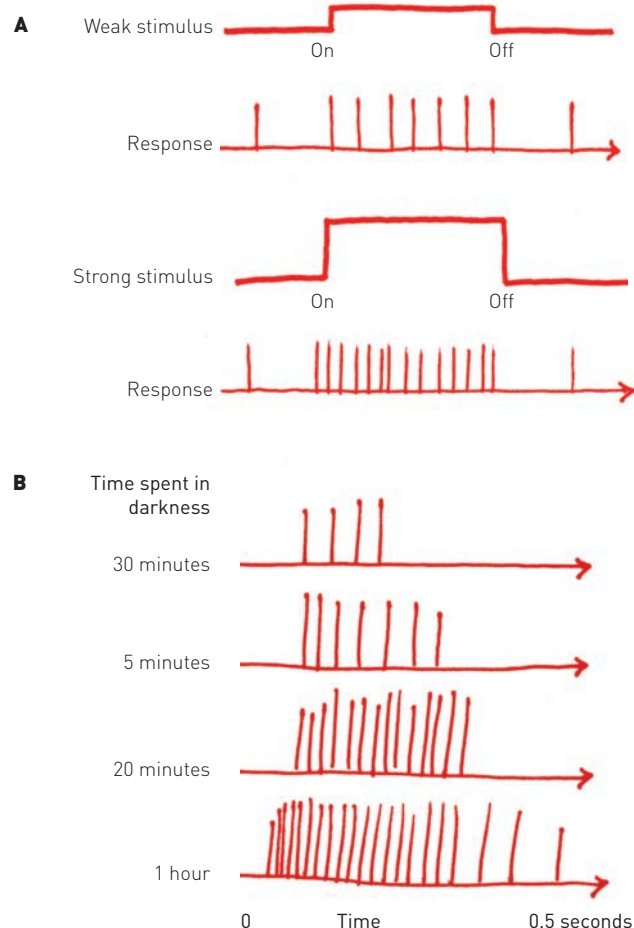 A
Weak stimulus
On Off
Response
Strong stimulus
On Off
Response
B
Time spent in
darkness
30 minutes
5 minutes
20 minutes
1 hour
0 Time 0.5 seconds